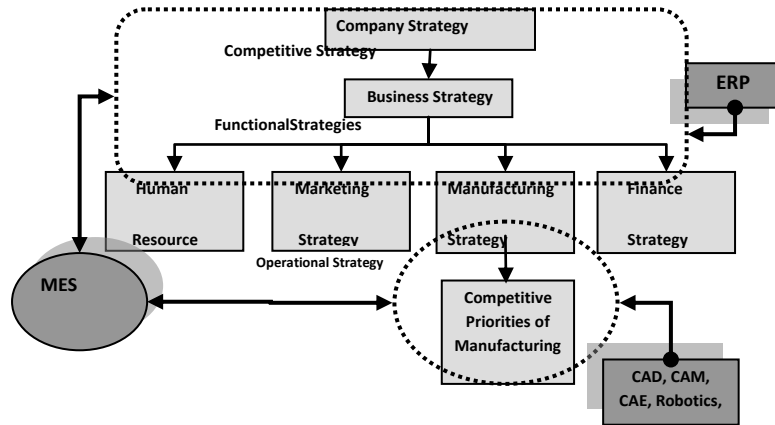 Company Strategy
Competitive Strategy
ERP
Business Strategy
FunctionalStrategies
Human
Resource
Marketing
Strategy
Manufacturing
Strategy
Finance
Strategy
Operational Strategy
MES
Competitive
Priorities of
Manufacturing
CAD, CAM,
CAE, Robotics,